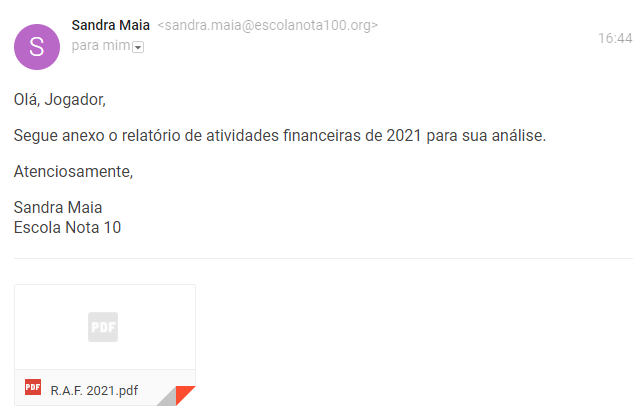 S
Sandra Maia <sandra.maia@escolanota100.org>
para mim
16:44
Olá, Jogador,
Segue anexo o relatório de atividades financeiras de 2021 para sua análise.
Atenciosamente,
Sandra Maia
Escola Nota 10
PDF
PDF R.A.F. 2021.pdf